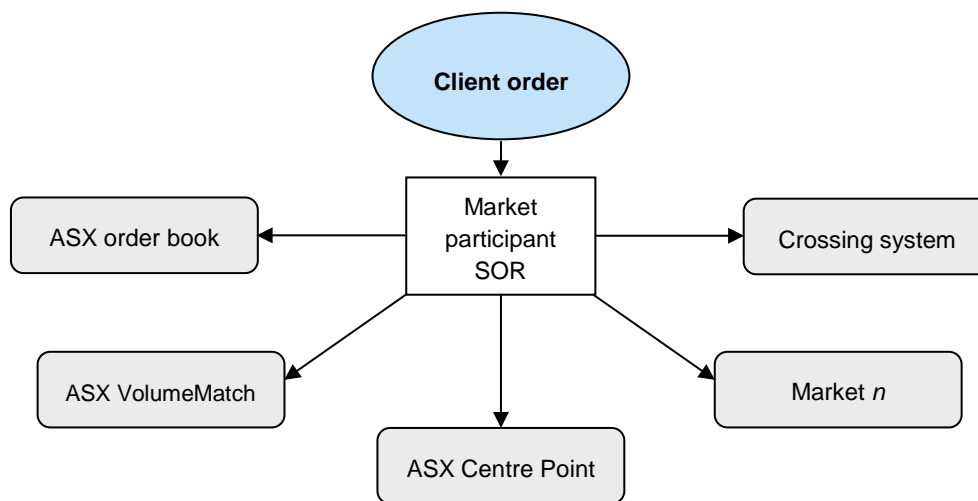 Client order
Market
participant
SOR
ASX order book
Crossing system
ASX VolumeMatch
Market n
ASX Centre Point